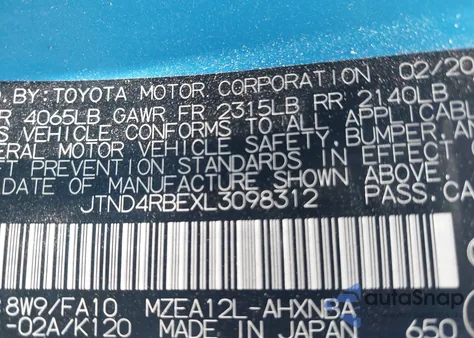 D. BY: TOYOTA MOTOR CORPORATION 02/20
R 4065LB GAWR FR 2315LB RR 2140LB
S VEHICLE CONFORMS TO ALL APPLICABL
ERAL MOTOR VEHICLE SAFETY, BUMPER, AN
FT PREVENTION STANDARDS IN EFFECT O
DATE OF MANUFACTURE SHOWN ABOVE.
JTND4RBEXL3098312 PASS.CA
8W9/FA10 MZEA12L-AHXNBA
-02A/K120 MADE IN JAPAN 650
autoSnap